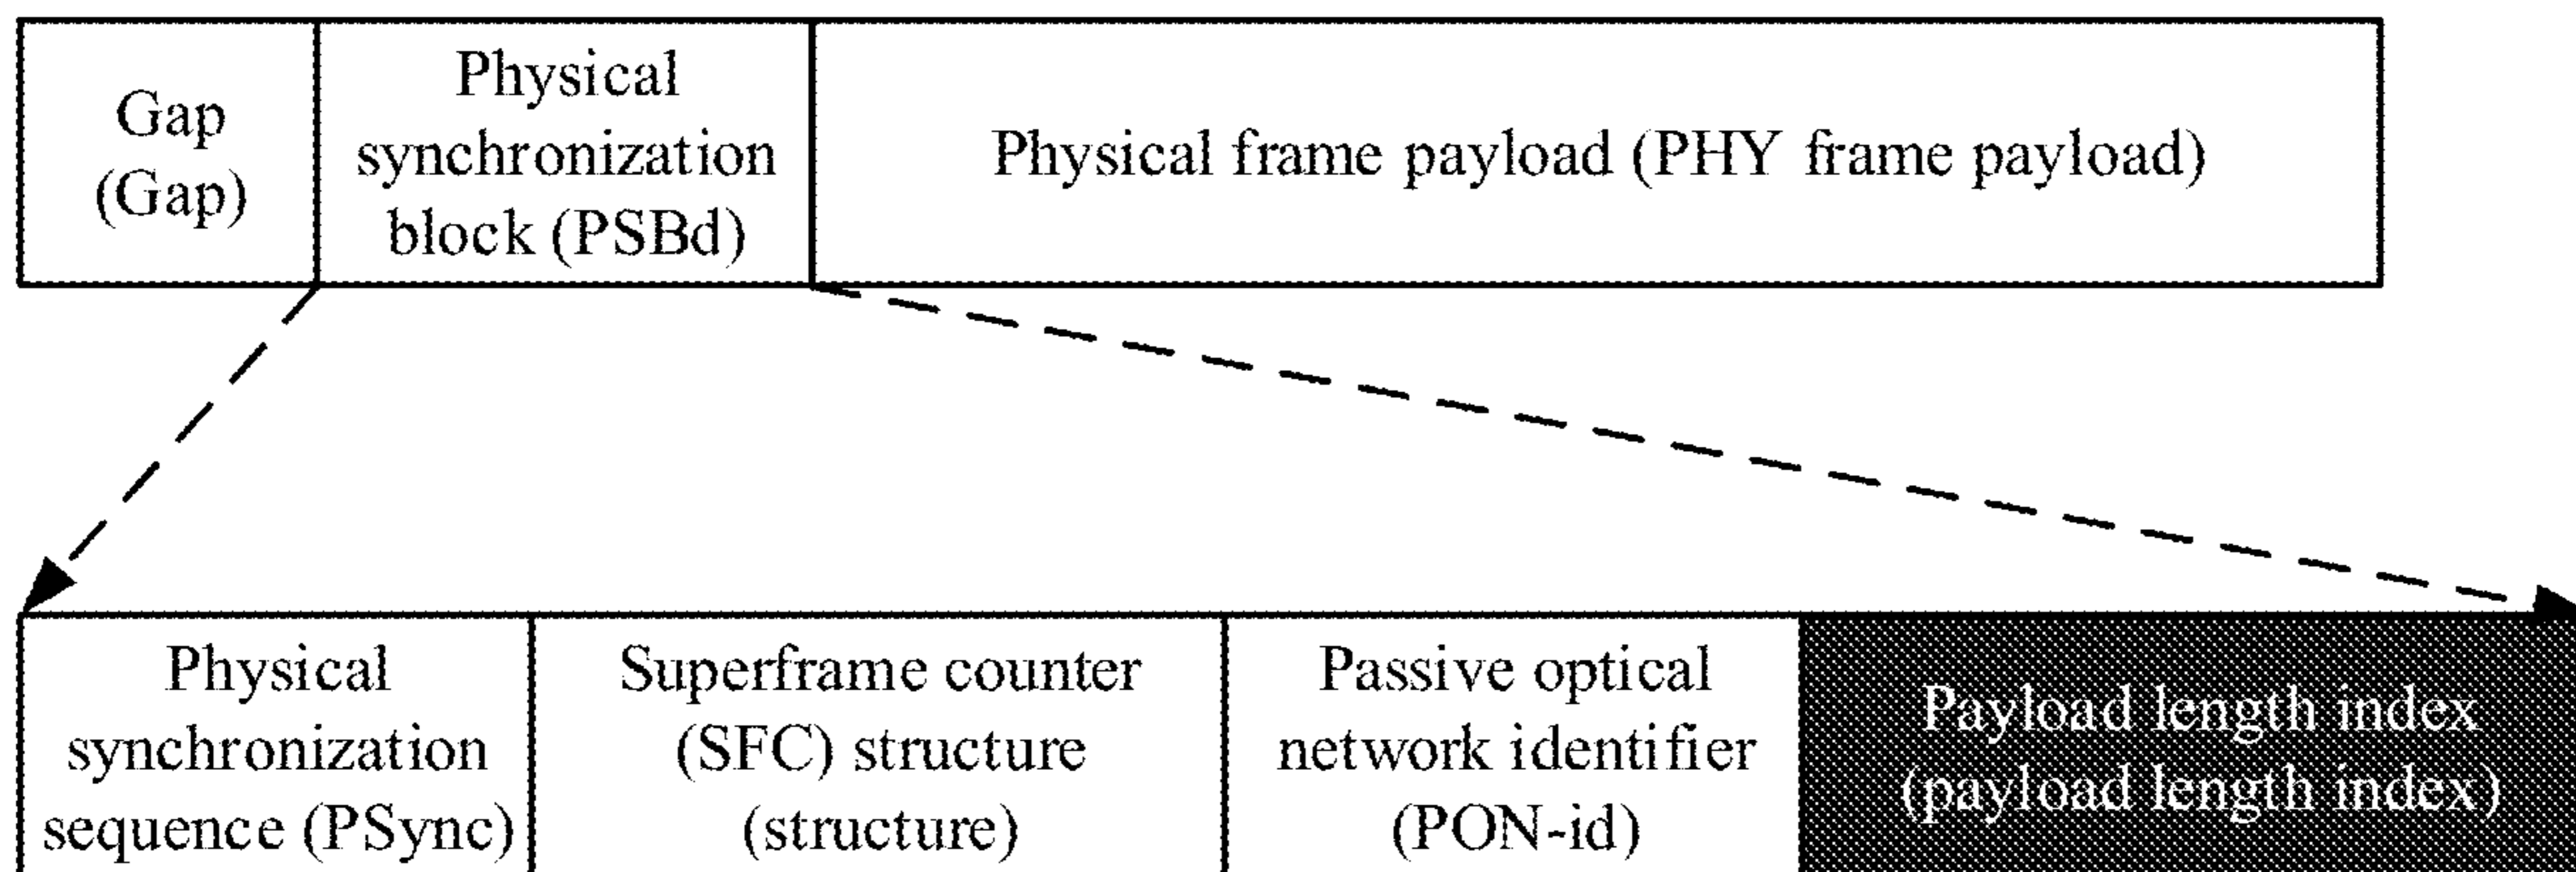 Gap
(Gap)
Physical
synchronization
block (PSBd)
Physical frame payload (PHY frame payload)
Physical
synchronization
sequence (PSync)
Superframe counter
(SFC) structure
(structure)
Passive optical
network identifier
(PON-id)
Payload length index
(payload length index)